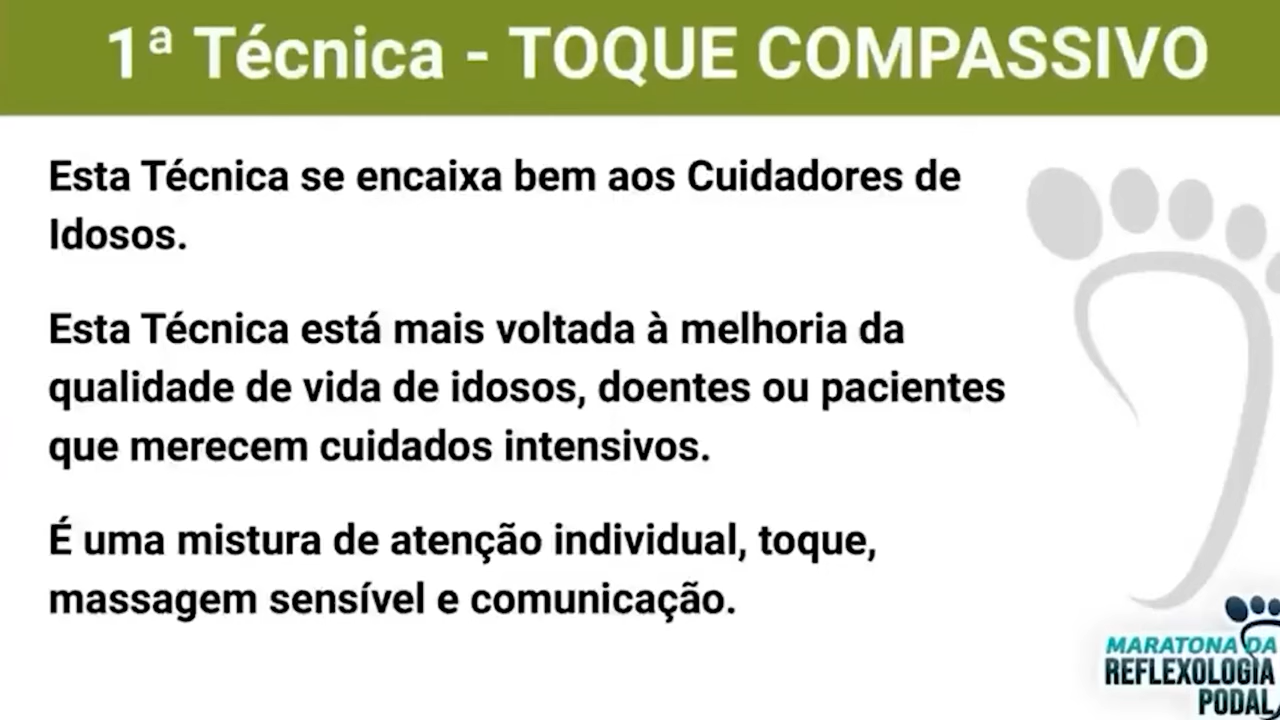 1ª Técnica - TOQUE COMPASSIVO
Esta Técnica se encaixa bem aos Cuidadores de
Idosos.
Esta Técnica está mais voltada à melhoria da
qualidade de vida de idosos, doentes ou pacientes
que merecem cuidados intensivos.
É uma mistura de atenção individual, toque,
massagem sensível e comunicação.
MARATONA DA
REFLEXOLOGIA
PODAL